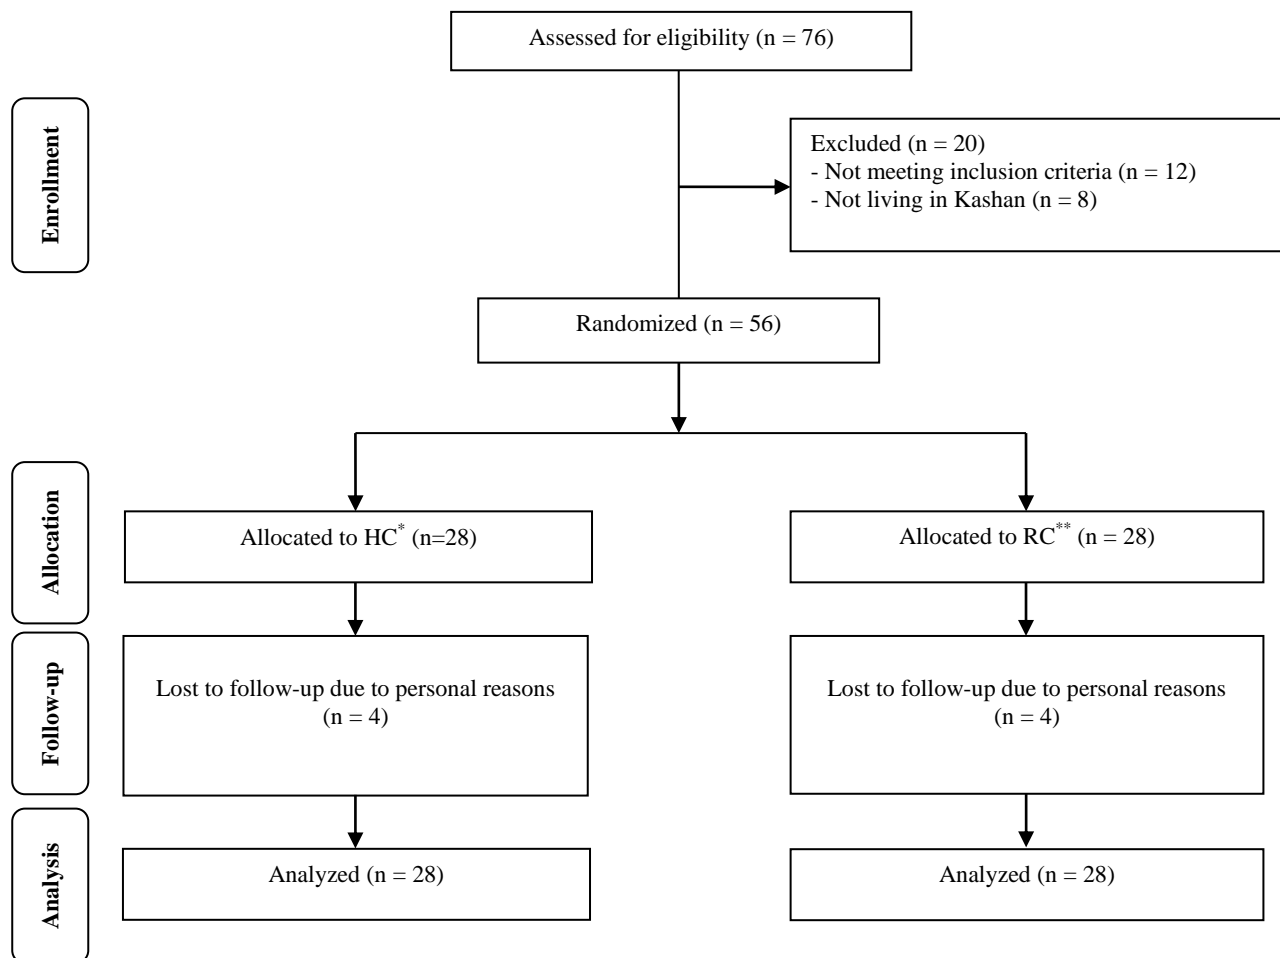 Assessed for eligibility (n = 76)
Enrollment
Excluded (n = 20)
- Not meeting inclusion criteria (n = 12)
- Not living in Kashan (n = 8)
Randomized (n = 56)
Allocation
Allocated to HC* (n=28)
Allocated to RC** (n = 28)
Follow-up
Lost to follow-up due to personal reasons
(n = 4)
Lost to follow-up due to personal reasons
(n = 4)
Analysis
Analyzed (n = 28)
Analyzed (n = 28)